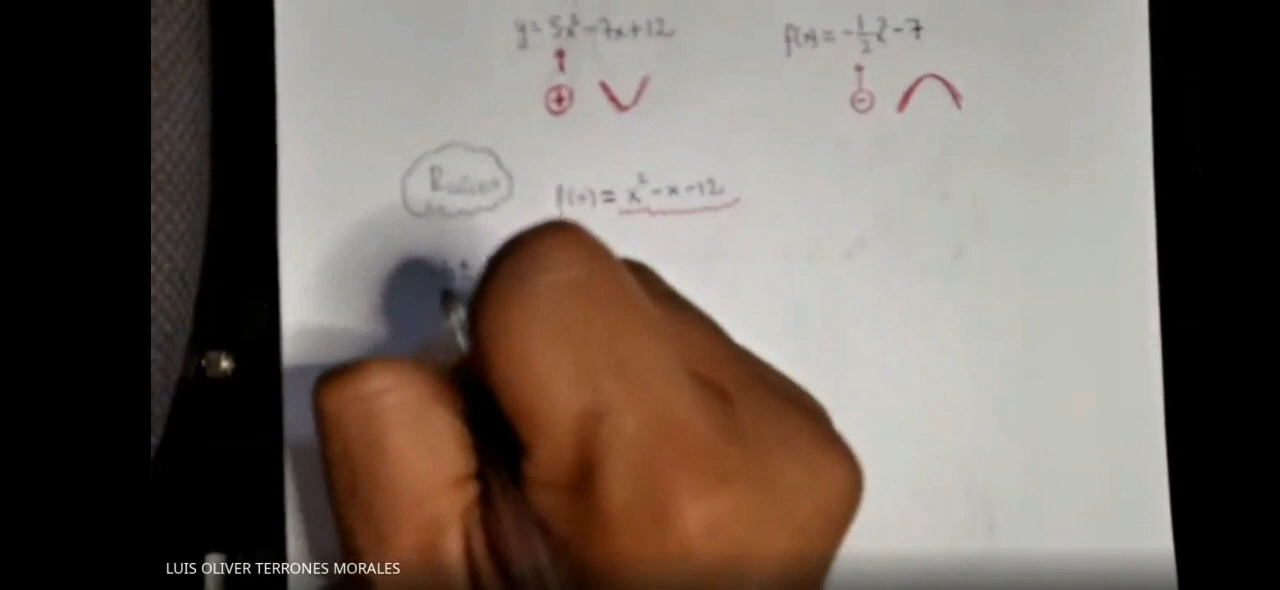 y = 5x² - 7x + 12
f(x) = -½x² - 7
+
-
Raíces
f(x) = x² - x - 12
LUIS OLIVER TERRONES MORALES